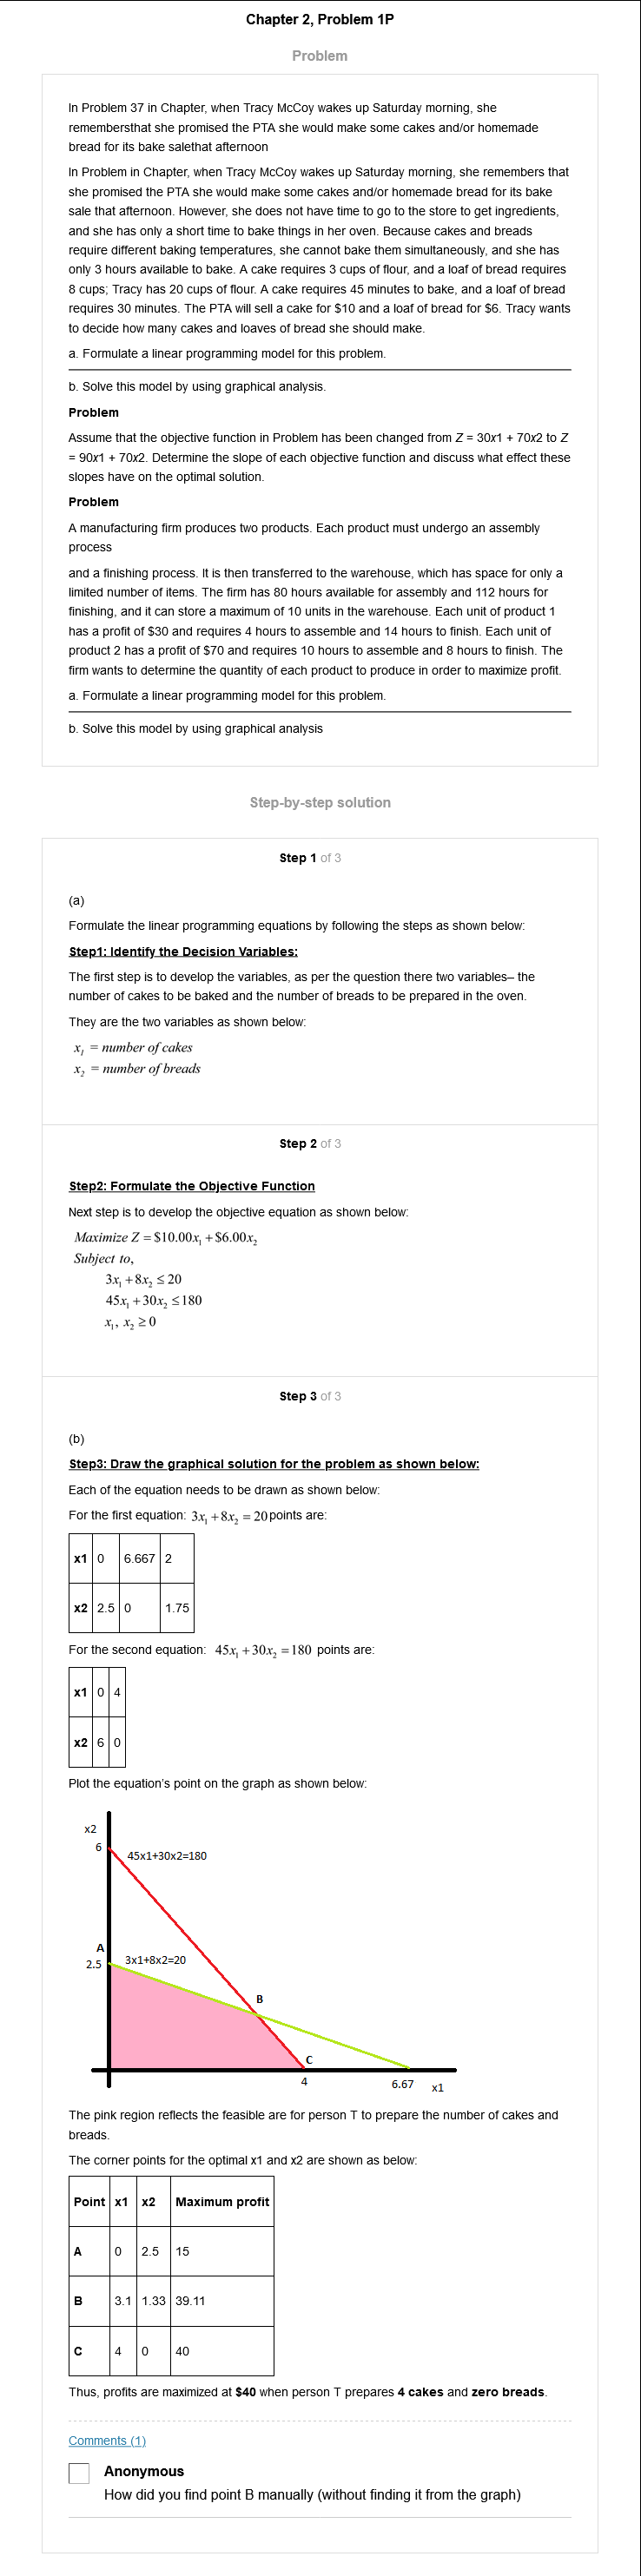 Chapter 2, Problem 1P
Problem
In Problem 37 in Chapter, when Tracy McCoy wakes up Saturday morning, she
remembersthat she promised the PTA she would make some cakes and/or homemade
bread for its bake salethat afternoon
In Problem in Chapter, when Tracy McCoy wakes up Saturday morning, she remembers that
she promised the PTA she would make some cakes and/or homemade bread for its bake
sale that afternoon. However, she does not have time to go to the store to get ingredients,
and she has only a short time to bake things in her oven. Because cakes and breads
require different baking temperatures, she cannot bake them simultaneously, and she has
only 3 hours available to bake. A cake requires 3 cups of flour, and a loaf of bread requires
8 cups; Tracy has 20 cups of flour. A cake requires 45 minutes to bake, and a loaf of bread
requires 30 minutes. The PTA will sell a cake for $10 and a loaf of bread for $6. Tracy wants
to decide how many cakes and loaves of bread she should make.
a. Formulate a linear programming model for this problem.
b. Solve this model by using graphical analysis.
Problem
Assume that the objective function in Problem has been changed from Z = 30x1 + 70x2 to Z
= 90x1 + 70x2. Determine the slope of each objective function and discuss what effect these
slopes have on the optimal solution.
Problem
A manufacturing firm produces two products. Each product must undergo an assembly
process
and a finishing process. It is then transferred to the warehouse, which has space for only a
limited number of items. The firm has 80 hours available for assembly and 112 hours for
finishing, and it can store a maximum of 10 units in the warehouse. Each unit of product 1
has a profit of $30 and requires 4 hours to assemble and 14 hours to finish. Each unit of
product 2 has a profit of $70 and requires 10 hours to assemble and 8 hours to finish. The
firm wants to determine the quantity of each product to produce in order to maximize profit.
a. Formulate a linear programming model for this problem.
b. Solve this model by using graphical analysis
Step-by-step solution
Step 1 of 3
(a)
Formulate the linear programming equations by following the steps as shown below:
Step1: Identify the Decision Variables:
The first step is to develop the variables, as per the question there two variables– the
number of cakes to be baked and the number of breads to be prepared in the oven.
They are the two variables as shown below:
x₁ = number of cakes
x₂ = number of breads
Step 2 of 3
Step2: Formulate the Objective Function
Next step is to develop the objective equation as shown below:
Maximize Z = $10.00x₁ + $6.00x₂
Subject to,
3x₁ + 8x₂ ≤ 20
45x₁ + 30x₂ ≤ 180
x₁, x₂ ≥ 0
Step 3 of 3
(b)
Step3: Draw the graphical solution for the problem as shown below:
Each of the equation needs to be drawn as shown below:
For the first equation: 3x₁ + 8x₂ = 20 points are:
x1 0 6.667 2
x2 2.5 0 1.75
For the second equation: 45x₁ + 30x₂ = 180 points are:
x1 0 4
x2 6 0
Plot the equation's point on the graph as shown below:
x2
6
45x1+30x2=180
A
2.5
3x1+8x2=20
B
C
4
6.67
x1
The pink region reflects the feasible are for person T to prepare the number of cakes and
breads.
The corner points for the optimal x1 and x2 are shown as below:
Point x1 x2 Maximum profit
A 0 2.5 15
B 3.1 1.33 39.11
C 4 0 40
Thus, profits are maximized at $40 when person T prepares 4 cakes and zero breads.
Comments (1)
Anonymous
How did you find point B manually (without finding it from the graph)